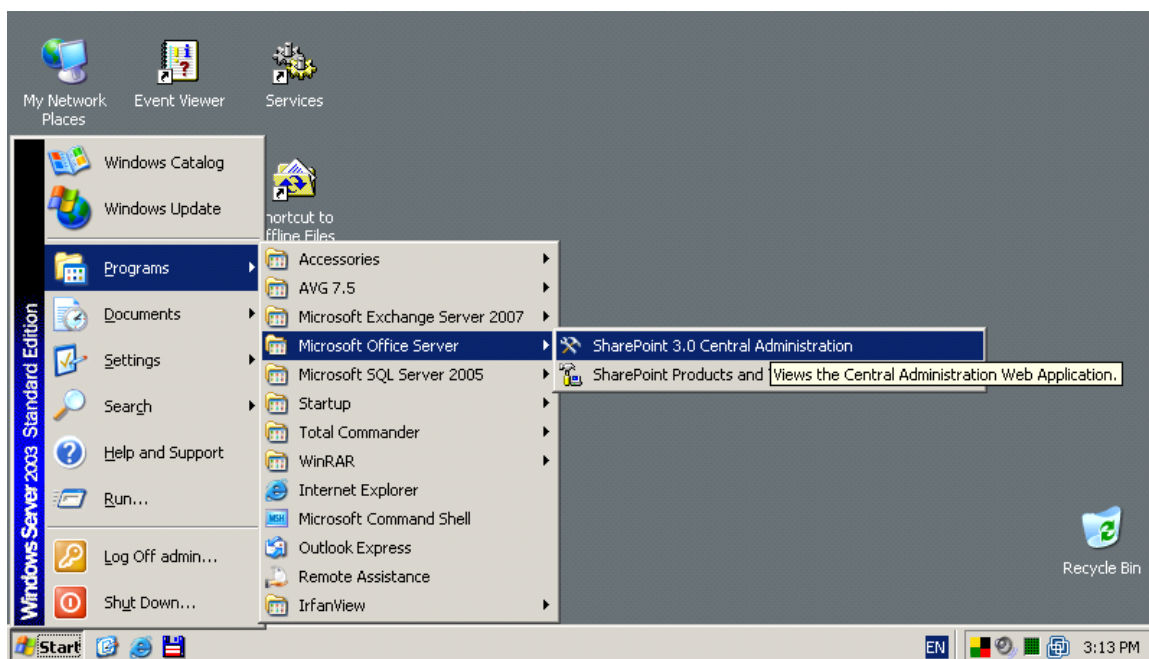 My Network
Places
Event Viewer
Services
hortcut to
ffline Files
Windows Server 2003 Standard Edition
Windows Catalog
Windows Update
Programs
Documents
Settings
Search
Help and Support
Run...
Log Off admin...
Shut Down...
Accessories
AVG 7.5
Microsoft Exchange Server 2007
Microsoft Office Server
Microsoft SQL Server 2005
Startup
Total Commander
WinRAR
Internet Explorer
Microsoft Command Shell
Outlook Express
Remote Assistance
IrfanView
SharePoint 3.0 Central Administration
SharePoint Products and
Views the Central Administration Web Application.
Recycle Bin
Start
EN
3:13 PM